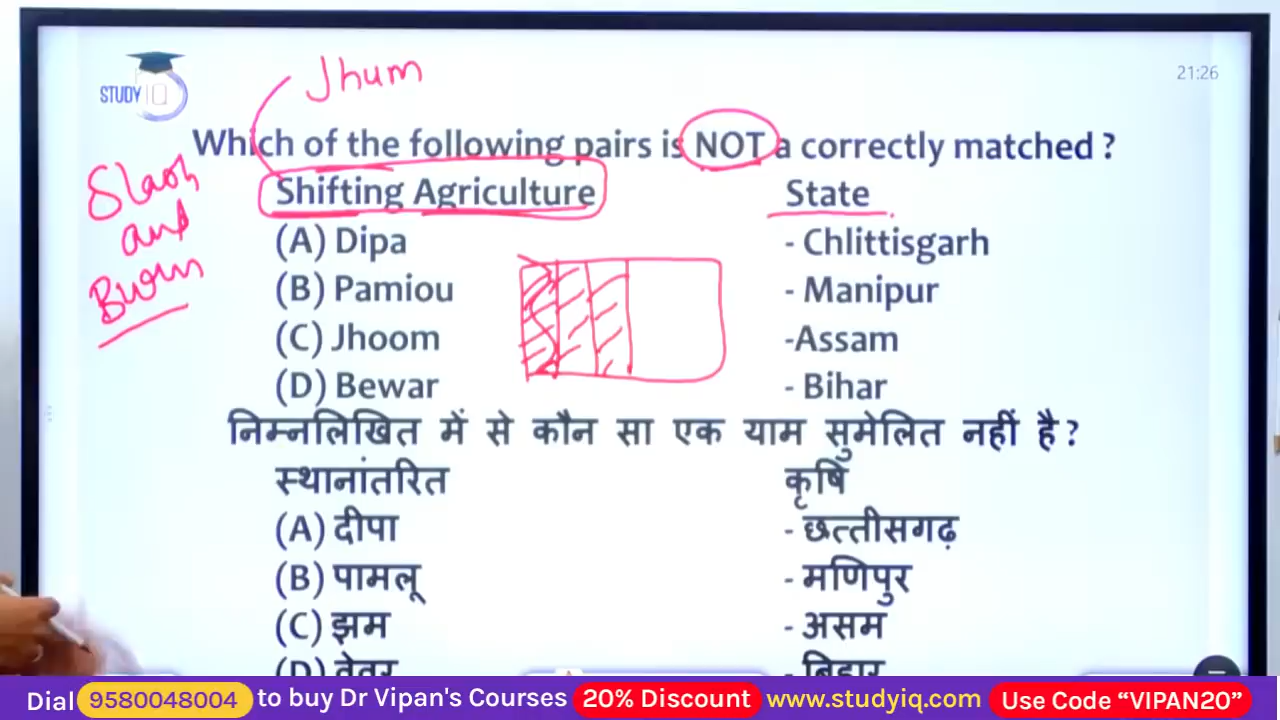 Jhum
STUDY IQ
21:26
Which of the following pairs is NOT a correctly matched ?
Slash
and
Burn
Shifting Agriculture State
(A) Dipa - Chlittisgarh
(B) Pamiou - Manipur
(C) Jhoom -Assam
(D) Bewar - Bihar
निम्नलिखित में से कौन सा एक याम सुमेलित नहीं है?
स्थानांतरित कृषि
(A) दीपा - छत्तीसगढ़
(B) पामलू - मणिपुर
(C) झम - असम
(D) वेवर - बिहार
Dial 9580048004 to buy Dr Vipan's Courses 20% Discount www.studyiq.com Use Code “VIPAN20”